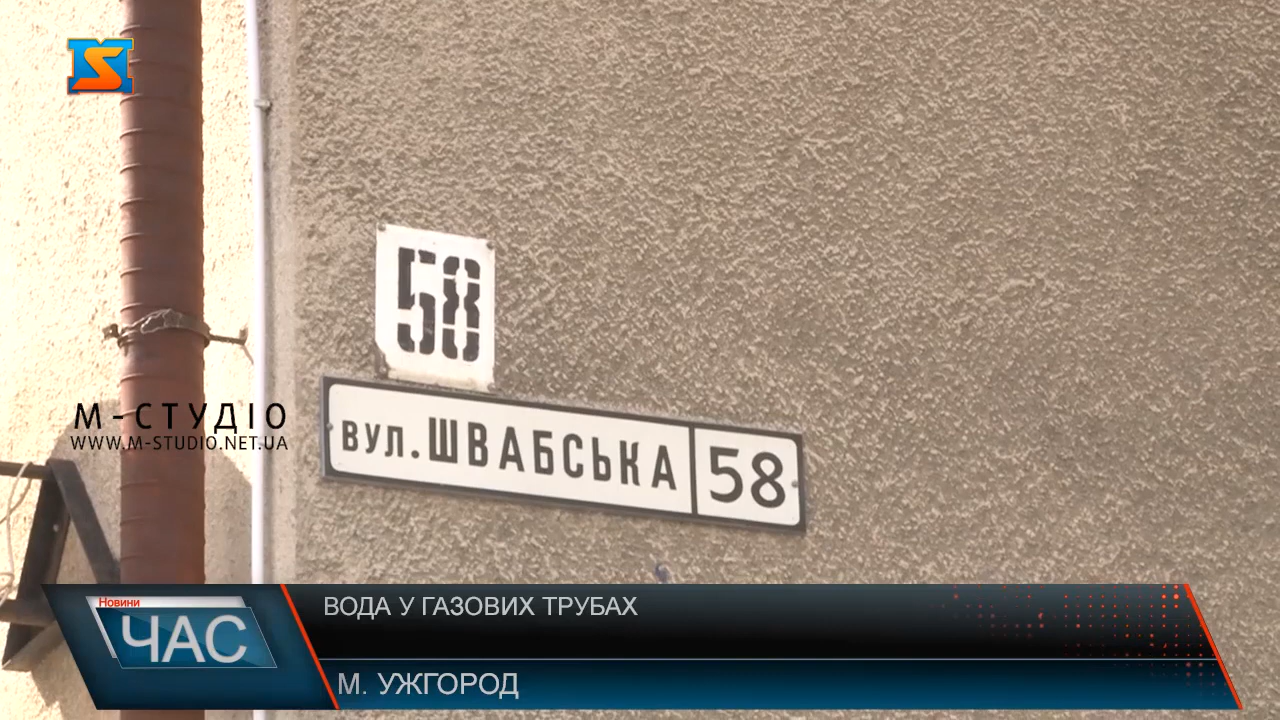 58
вул. ШВАБСЬКА 58
М-СТУДІО
WWW.M-STUDIO.NET.UA
Новини
ЧАС
ВОДА У ГАЗОВИХ ТРУБАХ
М. УЖГОРОД